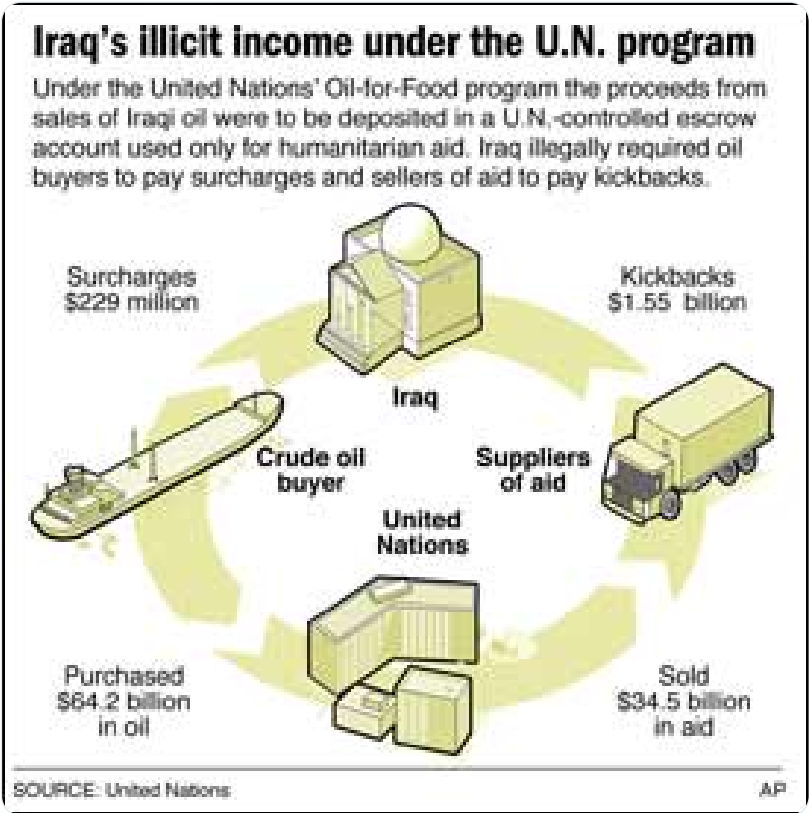 Iraq's illicit income under the U.N. program
Under the United Nations' Oil-for-Food program the proceeds from
sales of Iraqi oil were to be deposited in a U.N.-controlled escrow
account used only for humanitarian aid. Iraq illegally required oil
buyers to pay surcharges and sellers of aid to pay kickbacks.
Surcharges
$229 million
Kickbacks
$1.55 billion
Iraq
Crude oil
buyer
Suppliers
of aid
United
Nations
Purchased
$64.2 billion
in oil
Sold
$34.5 billion
in aid
SOURCE: United Nations
AP